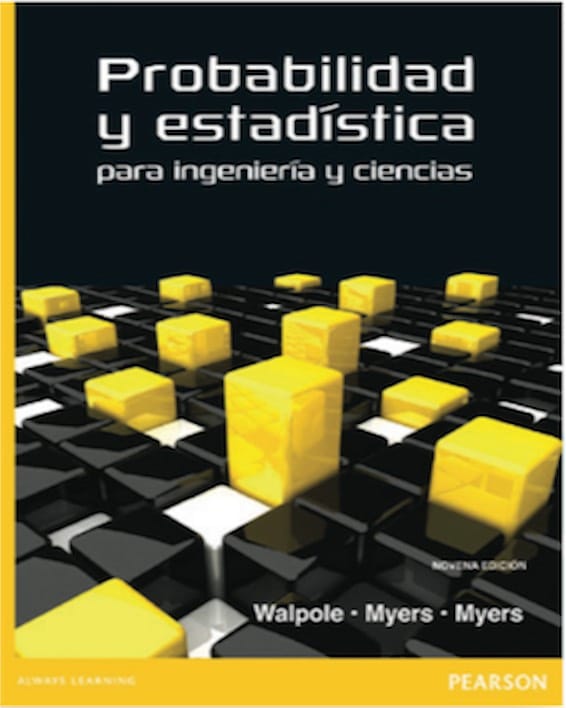 Probabilidad
y estadística
para ingeniería y ciencias
NOVENA EDICIÓN
Walpole • Myers • Myers
ALWAYS LEARNING
PEARSON